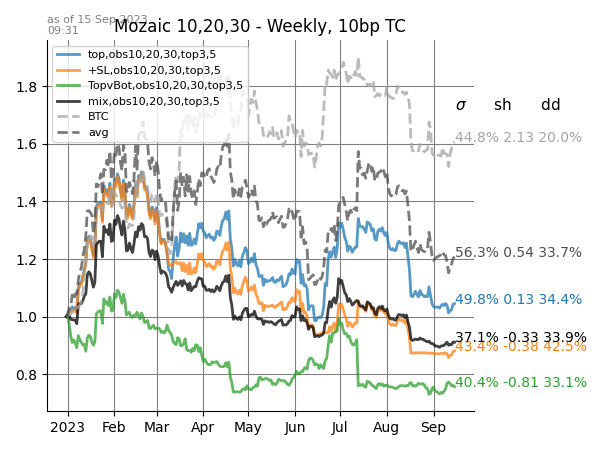 as of 15 Sep 2023
09:31
Mozaic 10,20,30 - Weekly, 10bp TC
top,obs10,20,30,top3,5
+SL,obs10,20,30,top3,5
TopvBot,obs10,20,30,top3,5
mix,obs10,20,30,top3,5
BTC
avg
σ sh dd
44.8% 2.13 20.0%
56.3% 0.54 33.7%
49.8% 0.13 34.4%
37.1% -0.33 33.9%
43.4% -0.38 42.5%
40.4% -0.81 33.1%
1.8
1.6
1.4
1.2
1.0
0.8
2023 Feb Mar Apr May Jun Jul Aug Sep